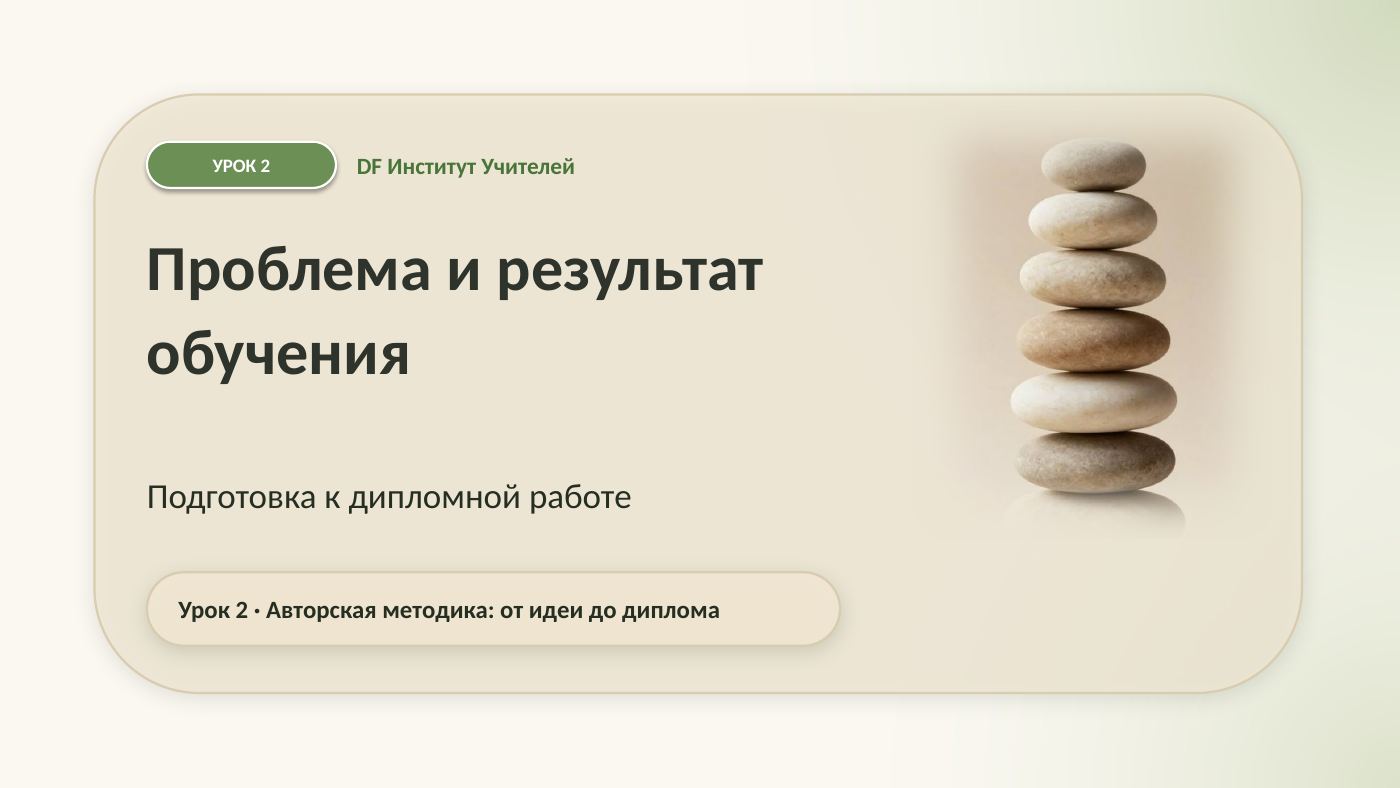 УРОК 2
DF Институт Учителей
Проблема и результат
обучения
Подготовка к дипломной работе
Урок 2 · Авторская методика: от идеи до диплома